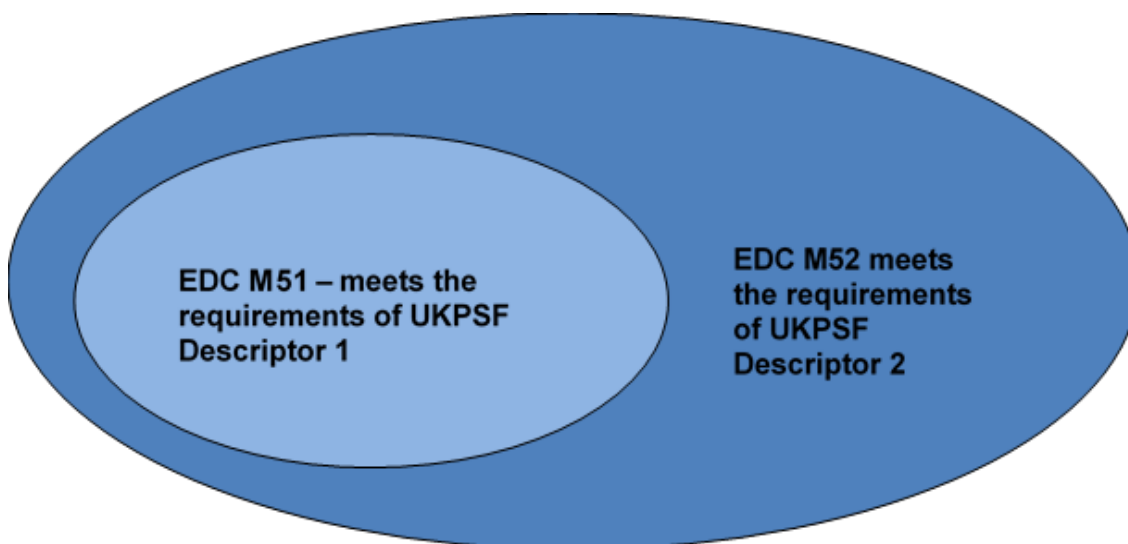 EDC M51 – meets the
requirements of UKPSF
Descriptor 1
EDC M52 meets
the requirements
of UKPSF
Descriptor 2